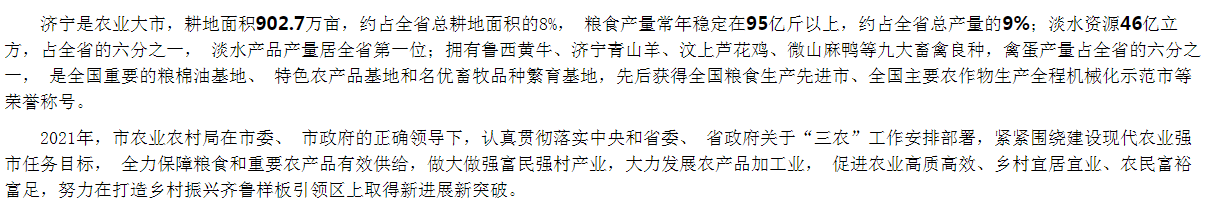 济宁是农业大市，耕地面积902.7万亩，约占全省总耕地面积的8%， 粮食产量常年稳定在95亿斤以上，约占全省总产量的9%；淡水资源46亿立
方，占全省的六分之一， 淡水产品产量居全省第一位；拥有鲁西黄牛、济宁青山羊、汶上芦花鸡、微山麻鸭等九大畜禽良种，禽蛋产量占全省的六分之
一， 是全国重要的粮棉油基地、 特色农产品基地和名优畜牧品种繁育基地，先后获得全国粮食生产先进市、全国主要农作物生产全程机械化示范市等
荣誉称号。
2021年，市农业农村局在市委、 市政府的正确领导下，认真贯彻落实中央和省委、 省政府关于“三农”工作安排部署，紧紧围绕建设现代农业强
市任务目标， 全力保障粮食和重要农产品有效供给，做大做强富民强村产业，大力发展农产品加工业， 促进农业高质高效、乡村宜居宜业、农民富裕
富足，努力在打造乡村振兴齐鲁样板引领区上取得新进展新突破。